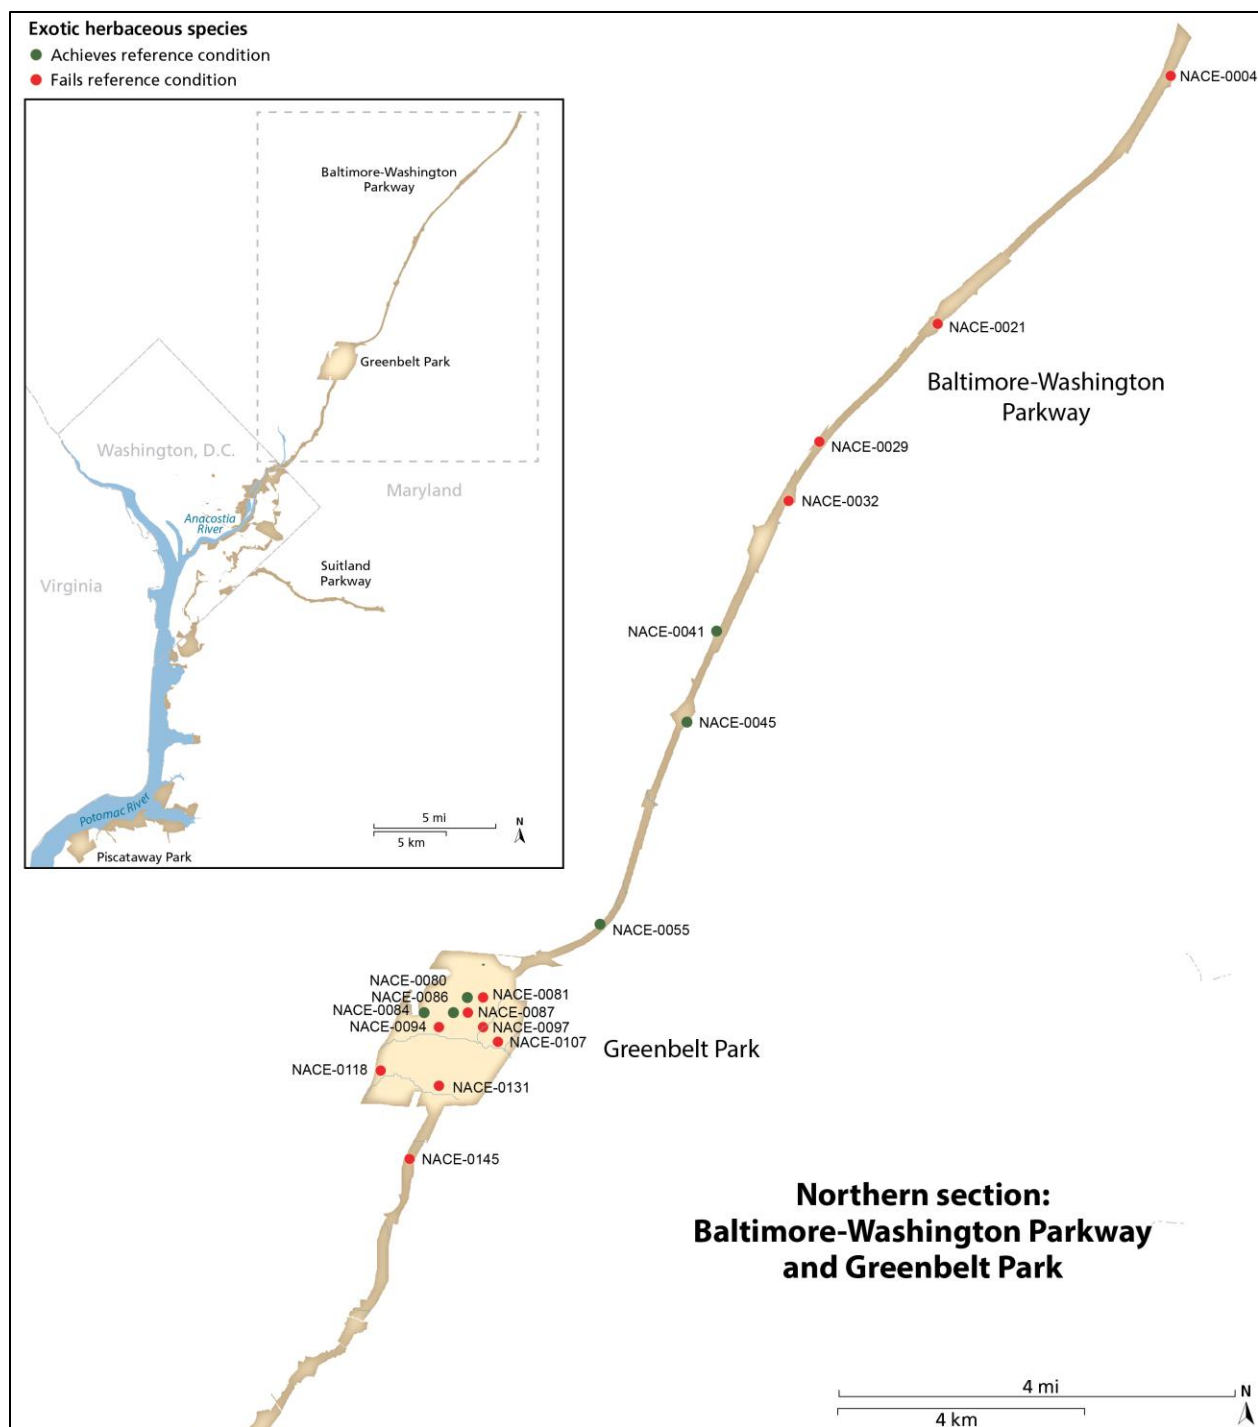 Exotic herbaceous species
Achieves reference condition
Fails reference condition
Baltimore-Washington
Parkway
Greenbelt Park
Washington, D.C.
Maryland
Anacostia
River
Virginia
Suitland
Parkway
Potomac River
5 mi
5 km
N
Piscataway Park
NACE-0004
NACE-0021
Baltimore-Washington
Parkway
NACE-0029
NACE-0032
NACE-0041
NACE-0045
NACE-0055
NACE-0080
NACE-0086
NACE-0081
NACE-0084
NACE-0087
NACE-0094
NACE-0097
NACE-0107
Greenbelt Park
NACE-0118
NACE-0131
NACE-0145
Northern section:
Baltimore-Washington Parkway
and Greenbelt Park
4 mi
4 km
N